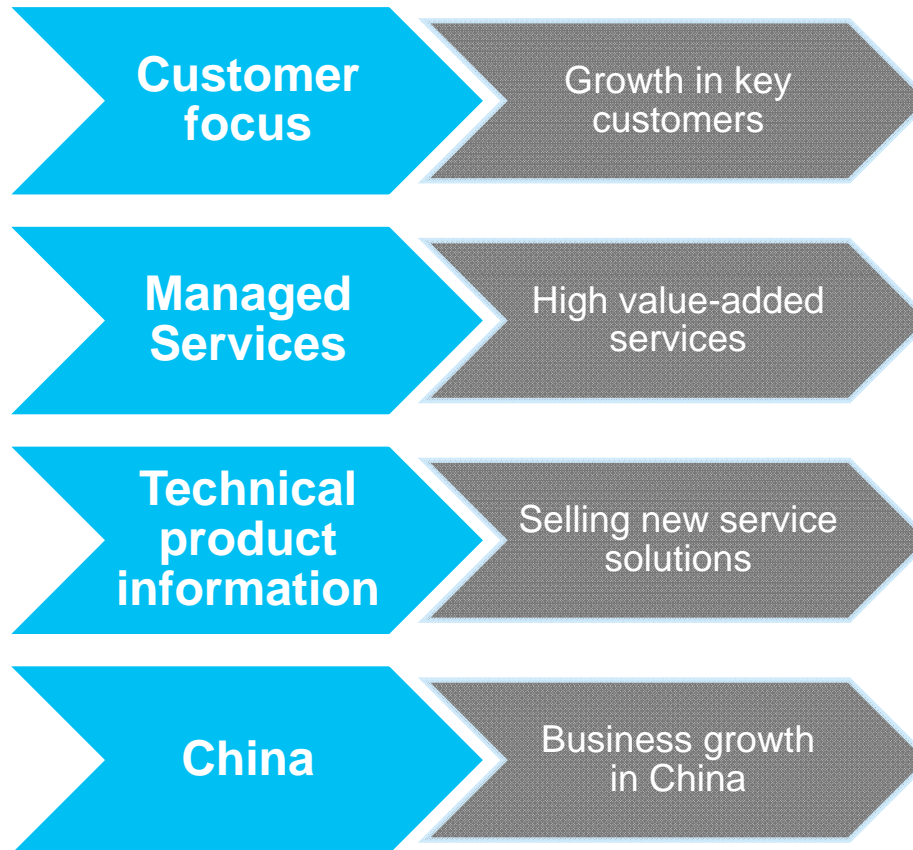 Customer
focus
Growth in key
customers
Managed
Services
High value-added
services
Technical
product
information
Selling new service
solutions
China
Business growth
in China